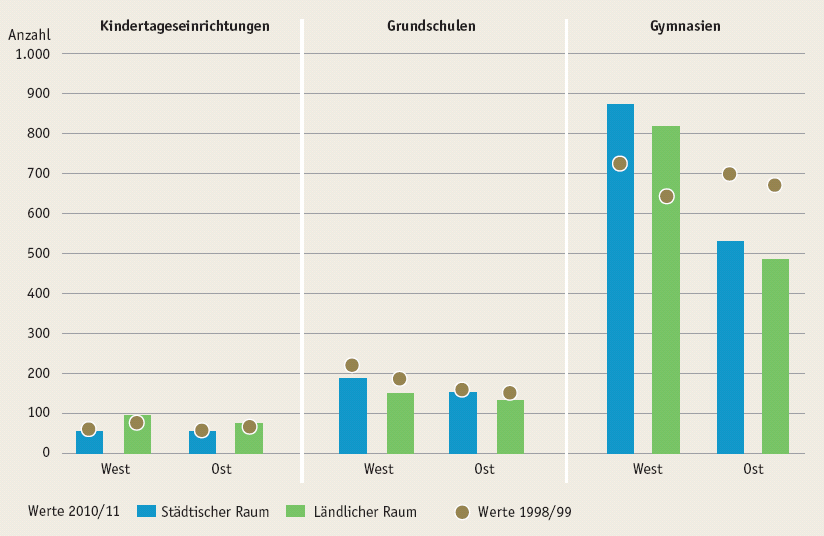 Kindertageseinrichtungen Grundschulen Gymnasien
Anzahl
1.000
900
800
700
600
500
400
300
200
100
0
West Ost West Ost West Ost
Werte 2010/11 Städtischer Raum Ländlicher Raum Werte 1998/99